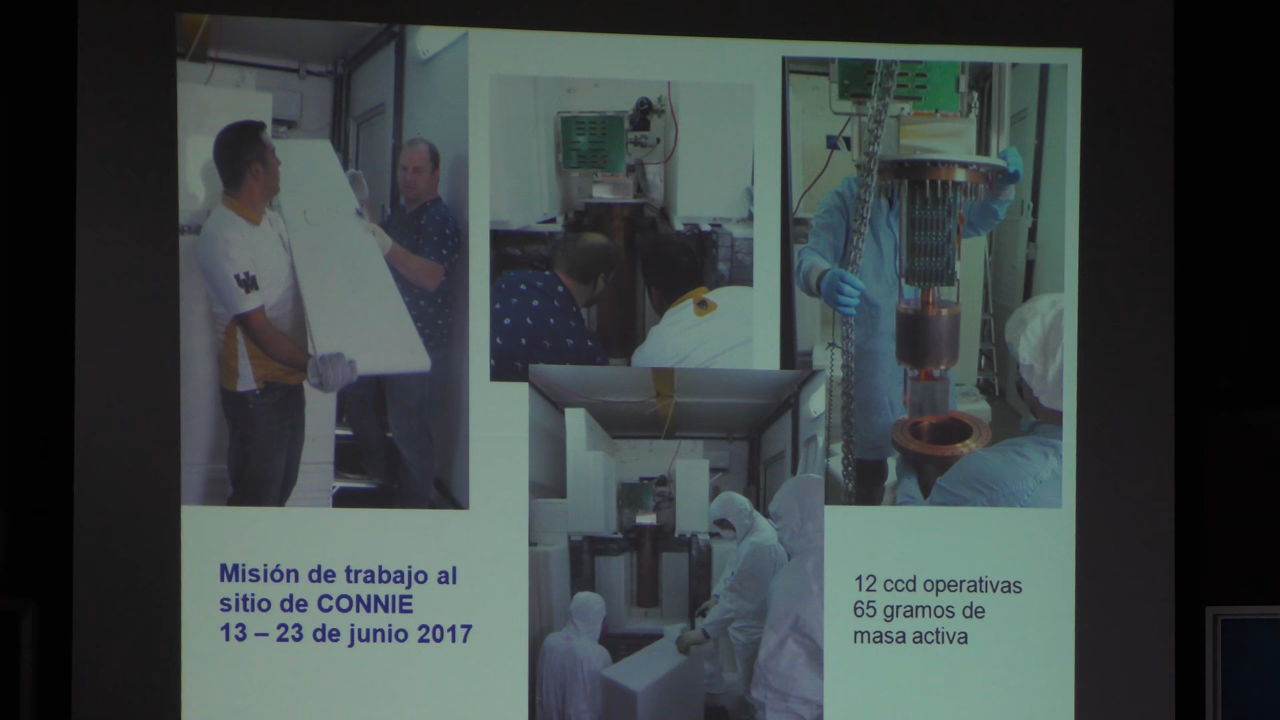 Misión de trabajo al
sitio de CONNIE
13 – 23 de junio 2017
12 ccd operativas
65 gramos de
masa activa